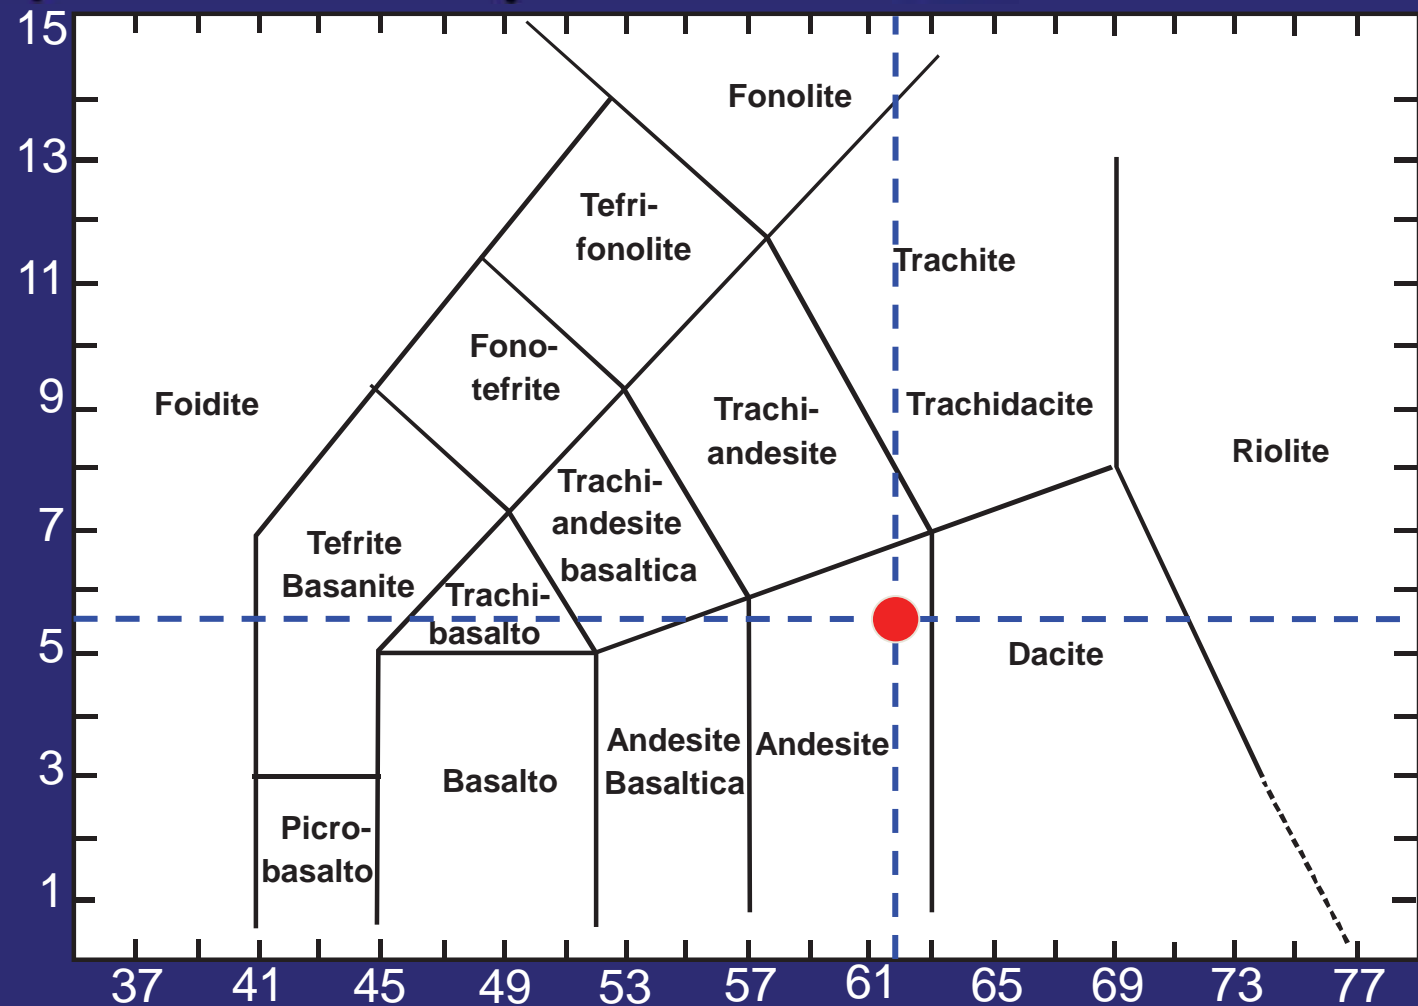 15
Fonolite
13
Tefri-
fonolite
Trachite
11
Fono-
tefrite
9
Foidite
Trachi-
andesite
Trachidacite
Riolite
Trachi-
andesite
basaltica
7
Tefrite
Basanite
Trachi-
basalto
5
Dacite
Andesite
Basaltica
Andesite
3
Basalto
Picro-
basalto
1
37 41 45 49 53 57 61 65 69 73 77